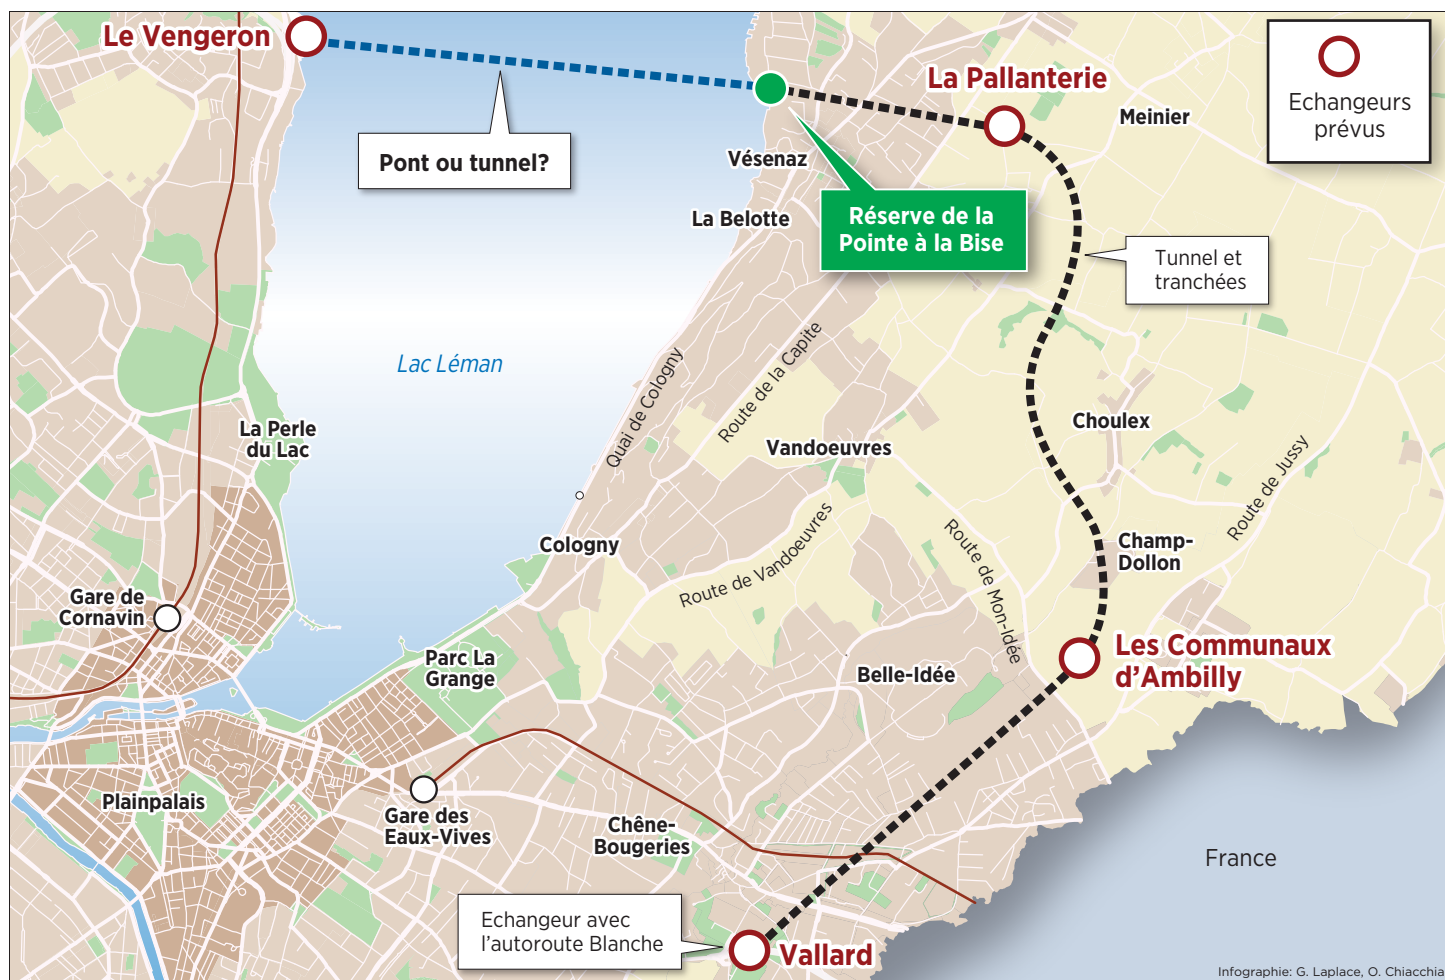 Le Vengeron
Pont ou tunnel?
La Pallanterie
Meinier
Echangeurs
prévus
Vésenaz
La Belotte
Réserve de la
Pointe à la Bise
Tunnel et
tranchées
Lac Léman
Quai de Cologny
Route de la Capite
La Perle
du Lac
Vandoeuvres
Choulex
Route de Jussy
Cologny
Route de Vandoeuvres
Route de Mon-Idée
Champ-
Dollon
Gare de
Cornavin
Parc La
Grange
Belle-Idée
Les Communaux
d'Ambilly
Plainpalais
Gare des
Eaux-Vives
Chêne-
Bougeries
France
Echangeur avec
l'autoroute Blanche
Vallard
Infographie: G. Laplace, O. Chiacchia